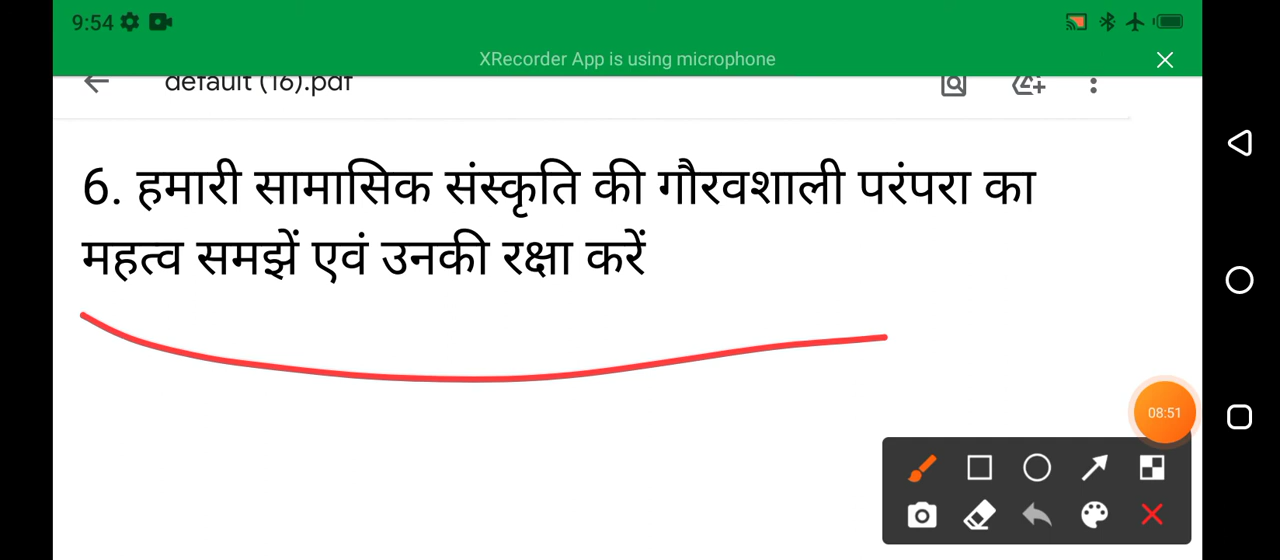 9:54
XRecorder App is using microphone
default (16).pdf
6. हमारी सामासिक संस्कृति की गौरवशाली परंपरा का
महत्व समझें एवं उनकी रक्षा करें
08:51